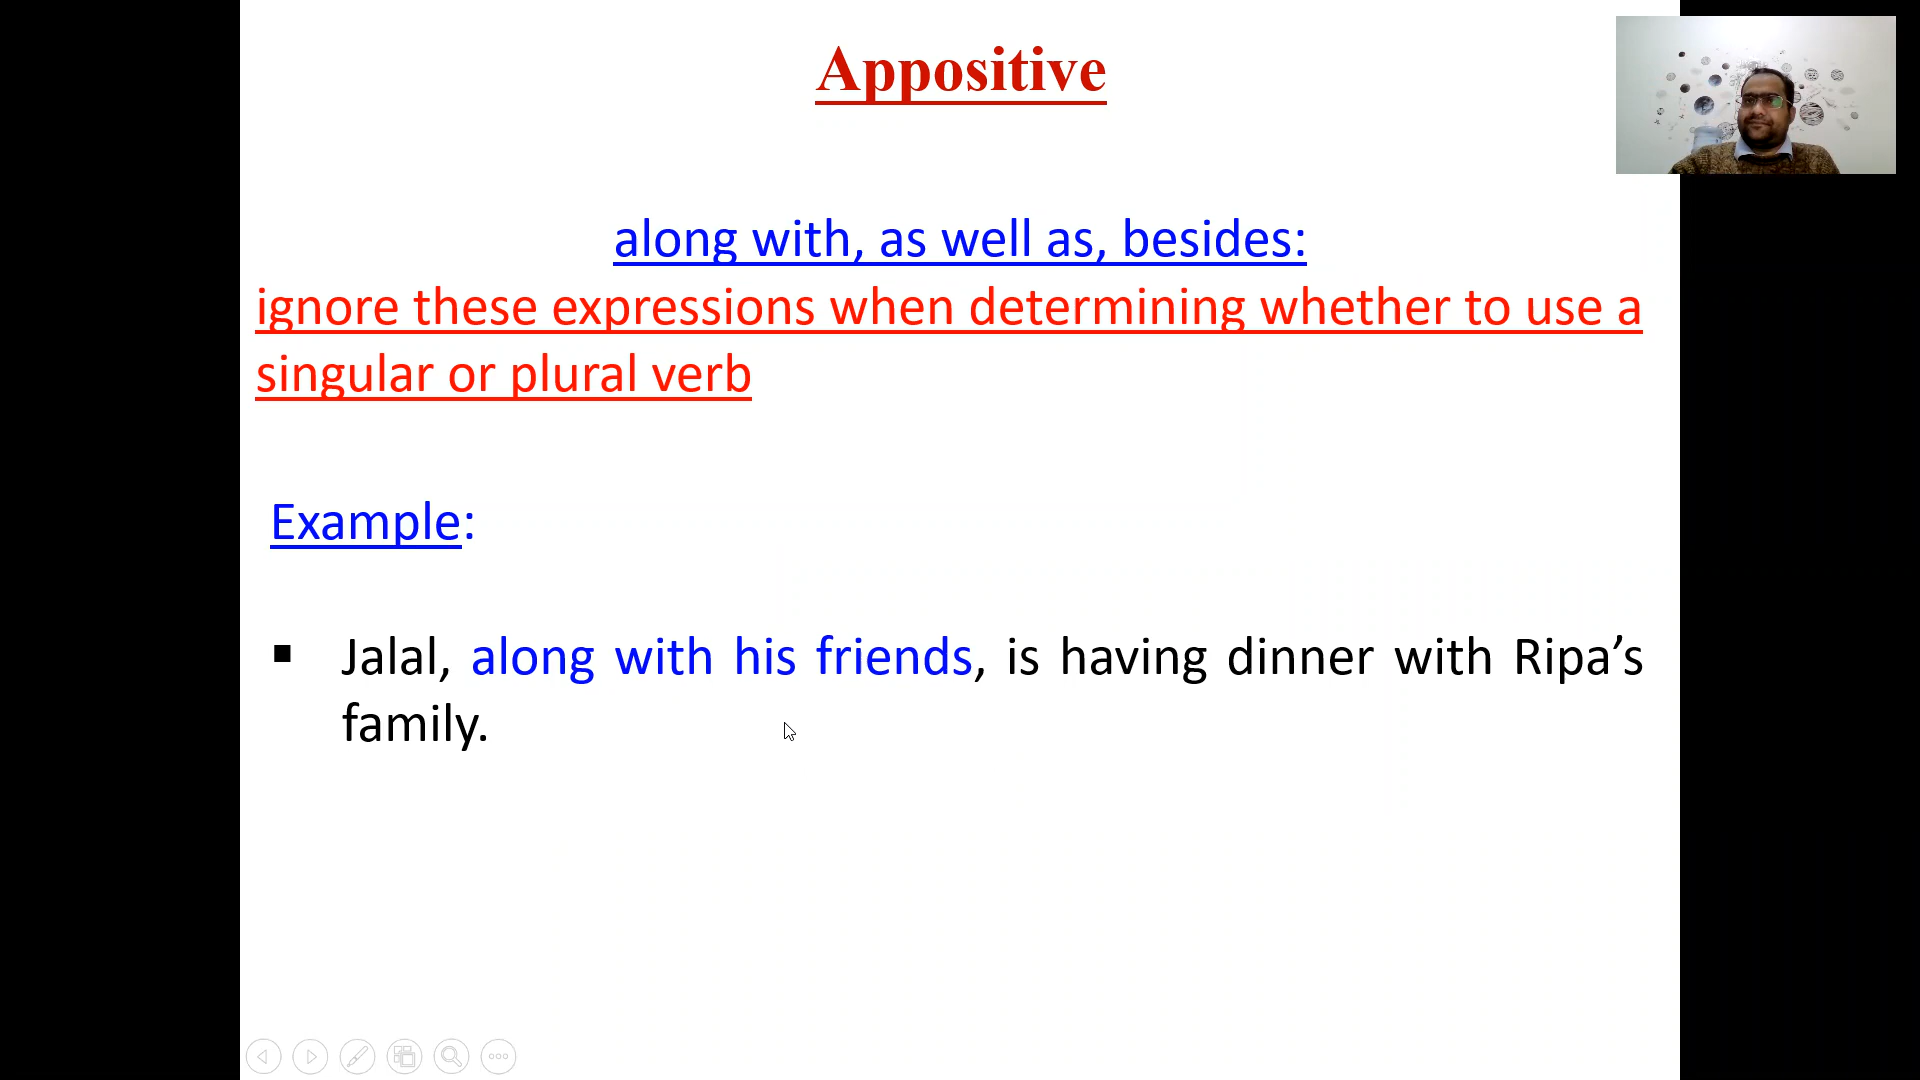 Appositive
along with, as well as, besides:
ignore these expressions when determining whether to use a
singular or plural verb
Example:
▪ Jalal, along with his friends, is having dinner with Ripa’s
family.